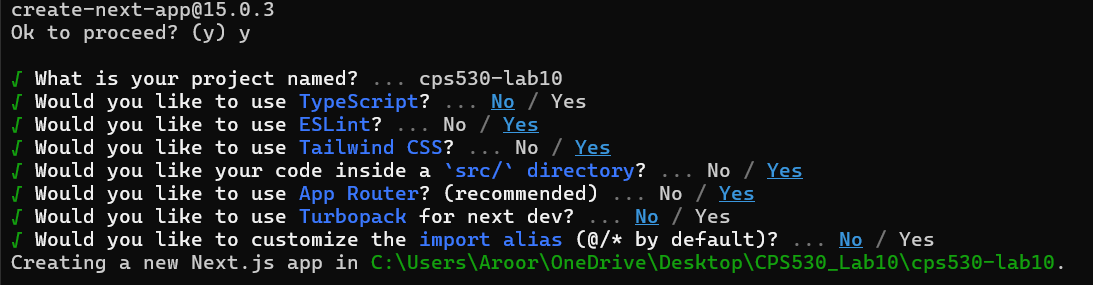 create-next-app@15.0.3
Ok to proceed? (y) y
√ What is your project named? ... cps530-lab10
√ Would you like to use TypeScript? ... No / Yes
√ Would you like to use ESLint? ... No / Yes
√ Would you like to use Tailwind CSS? ... No / Yes
√ Would you like your code inside a `src/` directory? ... No / Yes
√ Would you like to use App Router? (recommended) ... No / Yes
√ Would you like to use Turbopack for next dev? ... No / Yes
√ Would you like to customize the import alias (@/* by default)? ... No / Yes
Creating a new Next.js app in C:\Users\Aroor\OneDrive\Desktop\CPS530_Lab10\cps530-lab10.